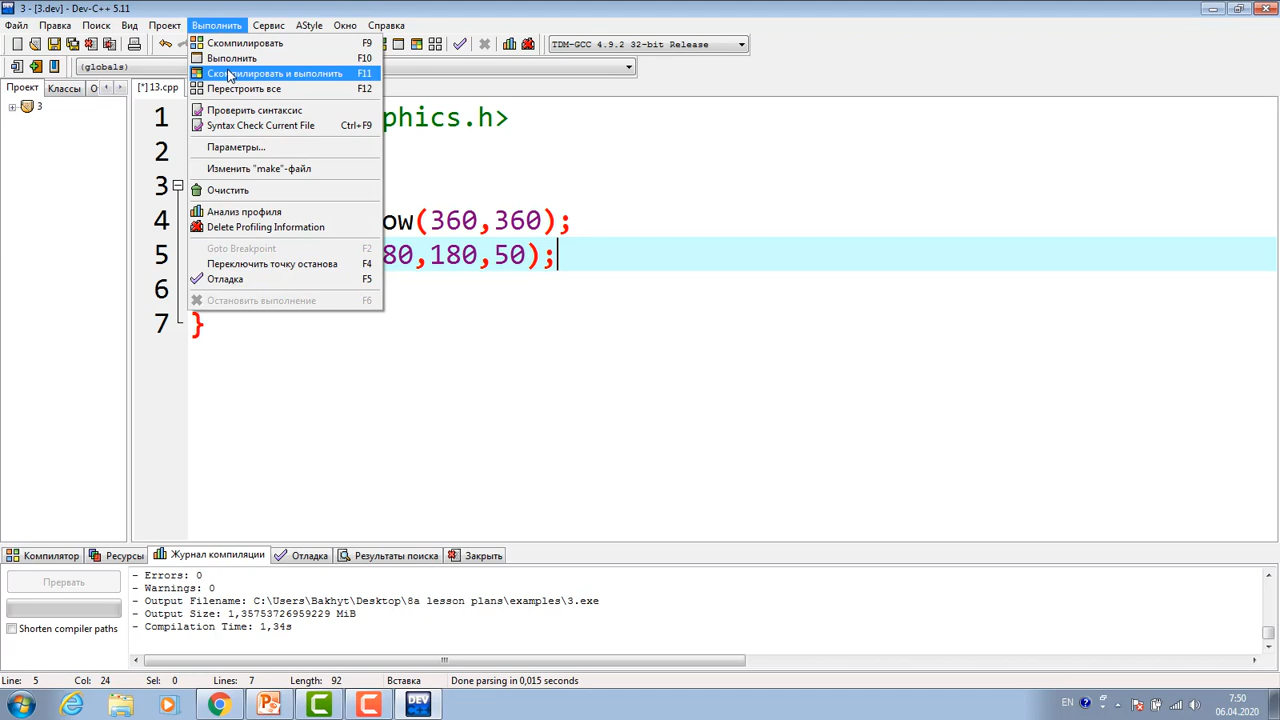 3 - [3.dev] - Dev-C++ 5.11
Файл Правка Поиск Вид Проект Выполнить Сервис AStyle Окно Справка
TDM-GCC 4.9.2 32-bit Release
(globals)
Проект Классы О
[*] 13.cpp
3
Скомпилировать F9
Выполнить F10
Скомпилировать и выполнить F11
Перестроить все F12
Проверить синтаксис
Syntax Check Current File Ctrl+F9
Параметры...
Изменить "make"-файл
Очистить
Анализ профиля
Delete Profiling Information
Goto Breakpoint F2
Переключить точку останова F4
Отладка F5
Остановить выполнение F6
1 phics.h>
2
3
4 ow(360,360);
5 80,180,50);
6
7 }
Компилятор Ресурсы Журнал компиляции Отладка Результаты поиска Закрыть
Прервать
Shorten compiler paths
- Errors: 0
- Warnings: 0
- Output Filename: C:\Users\Bakhyt\Desktop\8a lesson plans\examples\3.exe
- Output Size: 1,35753726959229 MiB
- Compilation Time: 1,34s
Line: 5 Col: 24 Sel: 0 Lines: 7 Length: 92 Вставка Done parsing in 0,015 seconds
DEV
EN
7:50
06.04.2020